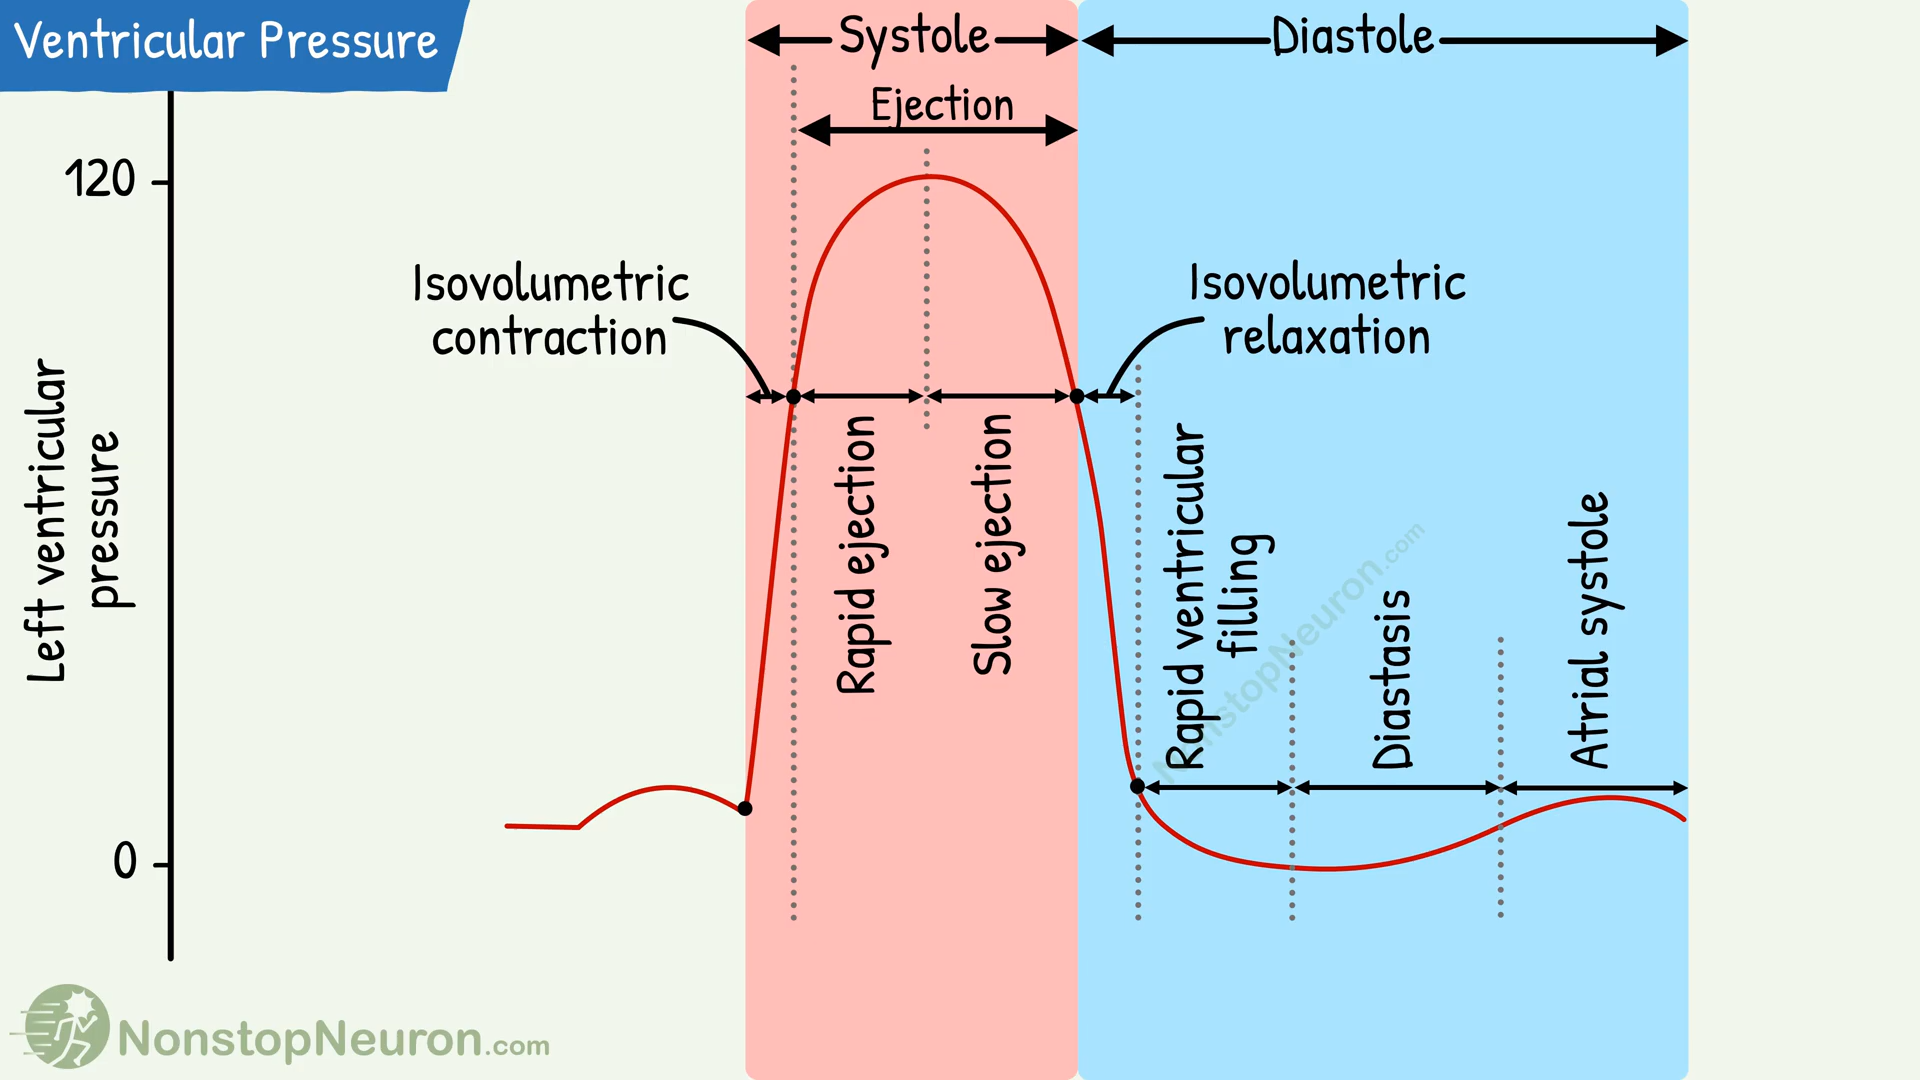 Ventricular Pressure
Systole
Diastole
Ejection
120
Isovolumetric
contraction
Isovolumetric
relaxation
Left ventricular
pressure
Rapid ejection
Slow ejection
Rapid ventricular
filling
Diastasis
Atrial systole
NonstopNeuron.com
0
NonstopNeuron.com